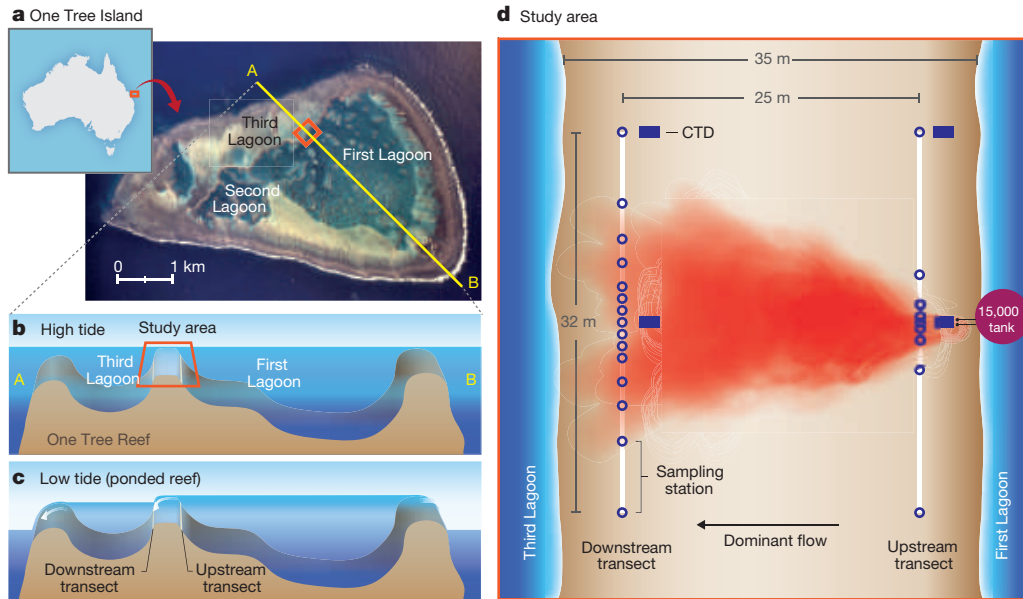 a One Tree Island
A
Third
Lagoon
First Lagoon
Second
Lagoon
0 1 km
B
b High tide
Study area
A
Third
Lagoon
First
Lagoon
B
One Tree Reef
c Low tide (ponded reef)
Downstream
transect
Upstream
transect
d Study area
35 m
25 m
CTD
32 m
15,000
tank
Sampling
station
Dominant flow
Downstream
transect
Upstream
transect
Third Lagoon
First Lagoon